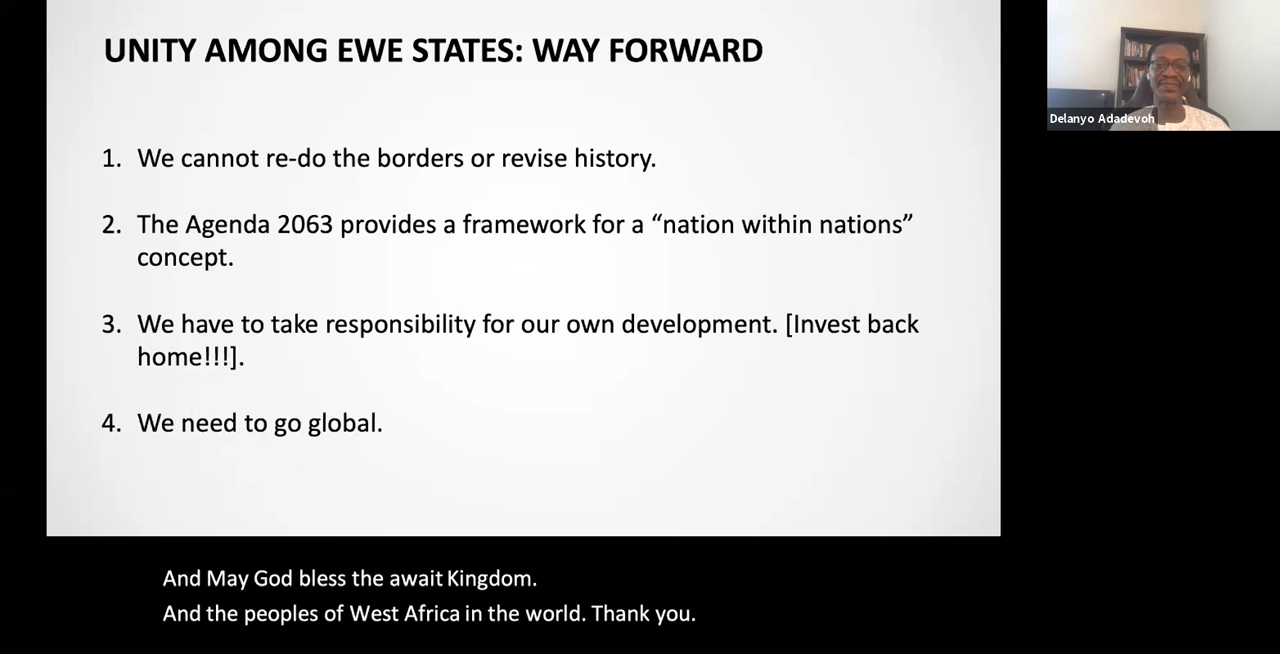 UNITY AMONG EWE STATES: WAY FORWARD
1. We cannot re-do the borders or revise history.
2. The Agenda 2063 provides a framework for a “nation within nations”
concept.
3. We have to take responsibility for our own development. [Invest back
home!!!].
4. We need to go global.
Delanyo Adadevoh
And May God bless the await Kingdom.
And the peoples of West Africa in the world. Thank you.